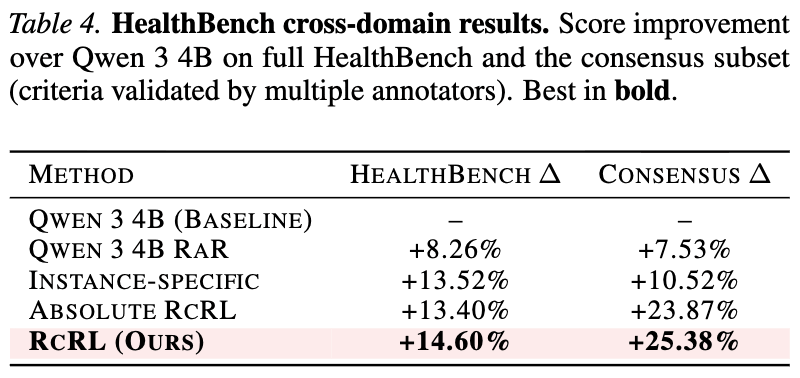 Table 4. HealthBench cross-domain results. Score improvement
over Qwen 3 4B on full HealthBench and the consensus subset
(criteria validated by multiple annotators). Best in bold.
METHOD HEALTHBENCH Δ CONSENSUS Δ
QWEN 3 4B (BASELINE) – –
QWEN 3 4B RAR +8.26% +7.53%
INSTANCE-SPECIFIC +13.52% +10.52%
ABSOLUTE RCRL +13.40% +23.87%
RCRL (OURS) +14.60% +25.38%